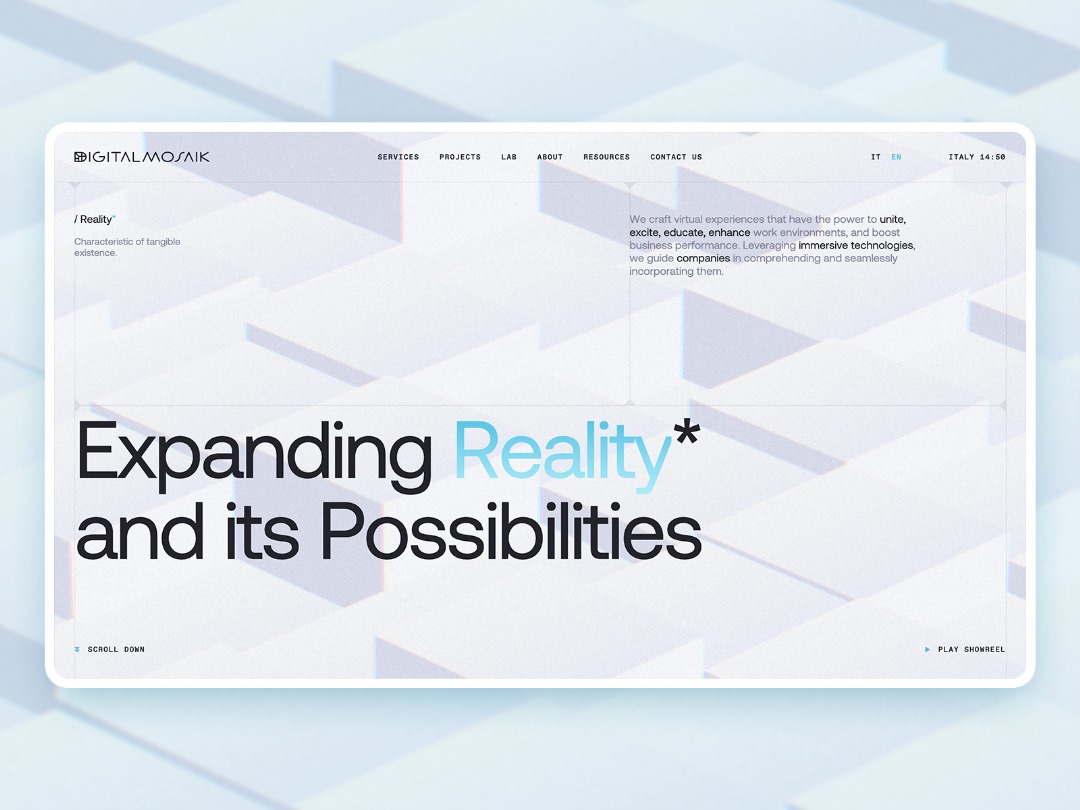 DIGITALMOSAIK
SERVICES PROJECTS LAB ABOUT RESOURCES CONTACT US
IT EN
ITALY 14:50
/ Reality*
Characteristic of tangible
existence.
We craft virtual experiences that have the power to unite,
excite, educate, enhance work environments, and boost
business performance. Leveraging immersive technologies,
we guide companies in comprehending and seamlessly
incorporating them.
Expanding Reality*
and its Possibilities
SCROLL DOWN
PLAY SHOWREEL